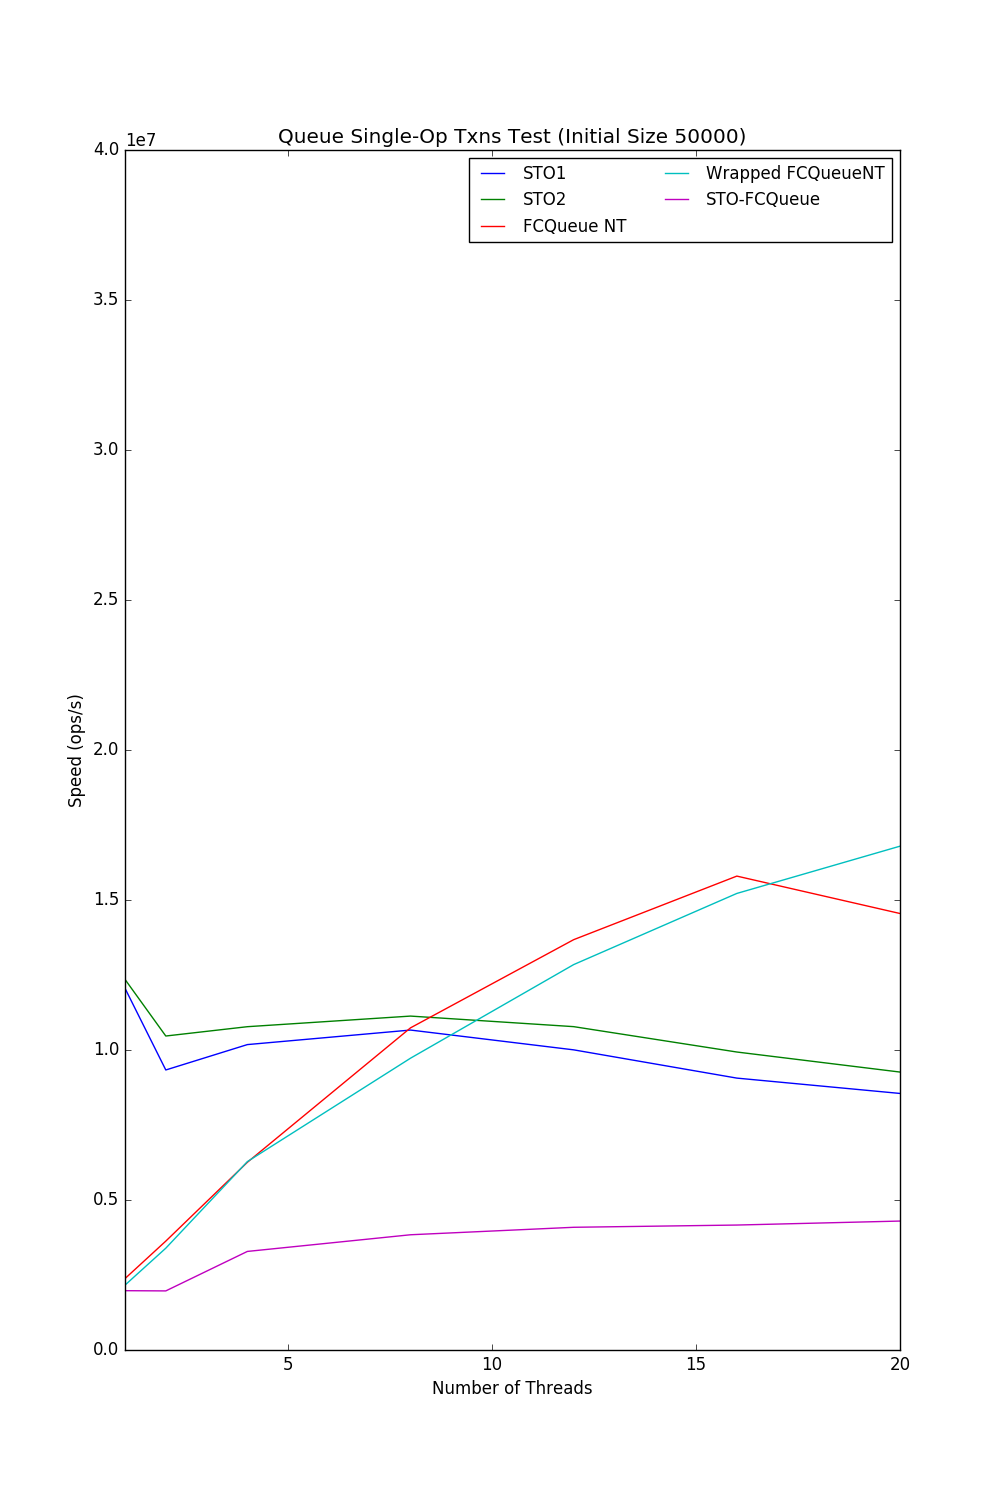 Queue Single-Op Txns Test (Initial Size 50000)
1e7
STO1
STO2
FCQueue NT
Wrapped FCQueueNT
STO-FCQueue
4.0
3.5
3.0
2.5
2.0
1.5
1.0
0.5
0.0
Speed (ops/s)
5 10 15 20
Number of Threads